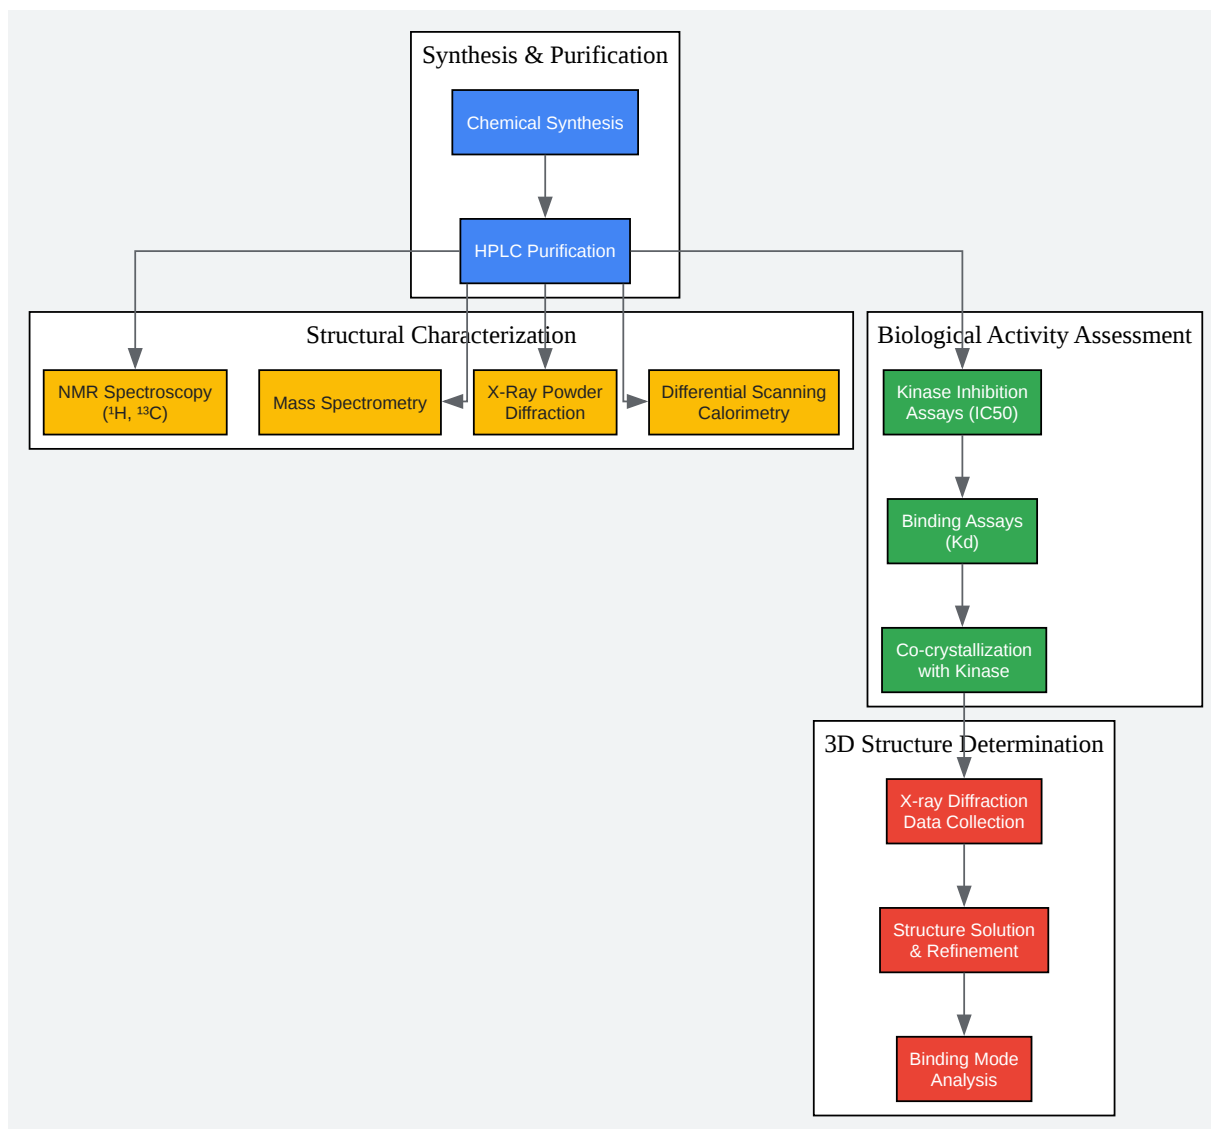 Synthesis & Purification
Chemical Synthesis
HPLC Purification
Structural Characterization
NMR Spectroscopy
(¹H, ¹³C)
Mass Spectrometry
X-Ray Powder
Diffraction
Differential Scanning
Calorimetry
Biological Activity Assessment
Kinase Inhibition
Assays (IC50)
Binding Assays
(Kd)
Co-crystallization
with Kinase
3D Structure Determination
X-ray Diffraction
Data Collection
Structure Solution
& Refinement
Binding Mode
Analysis